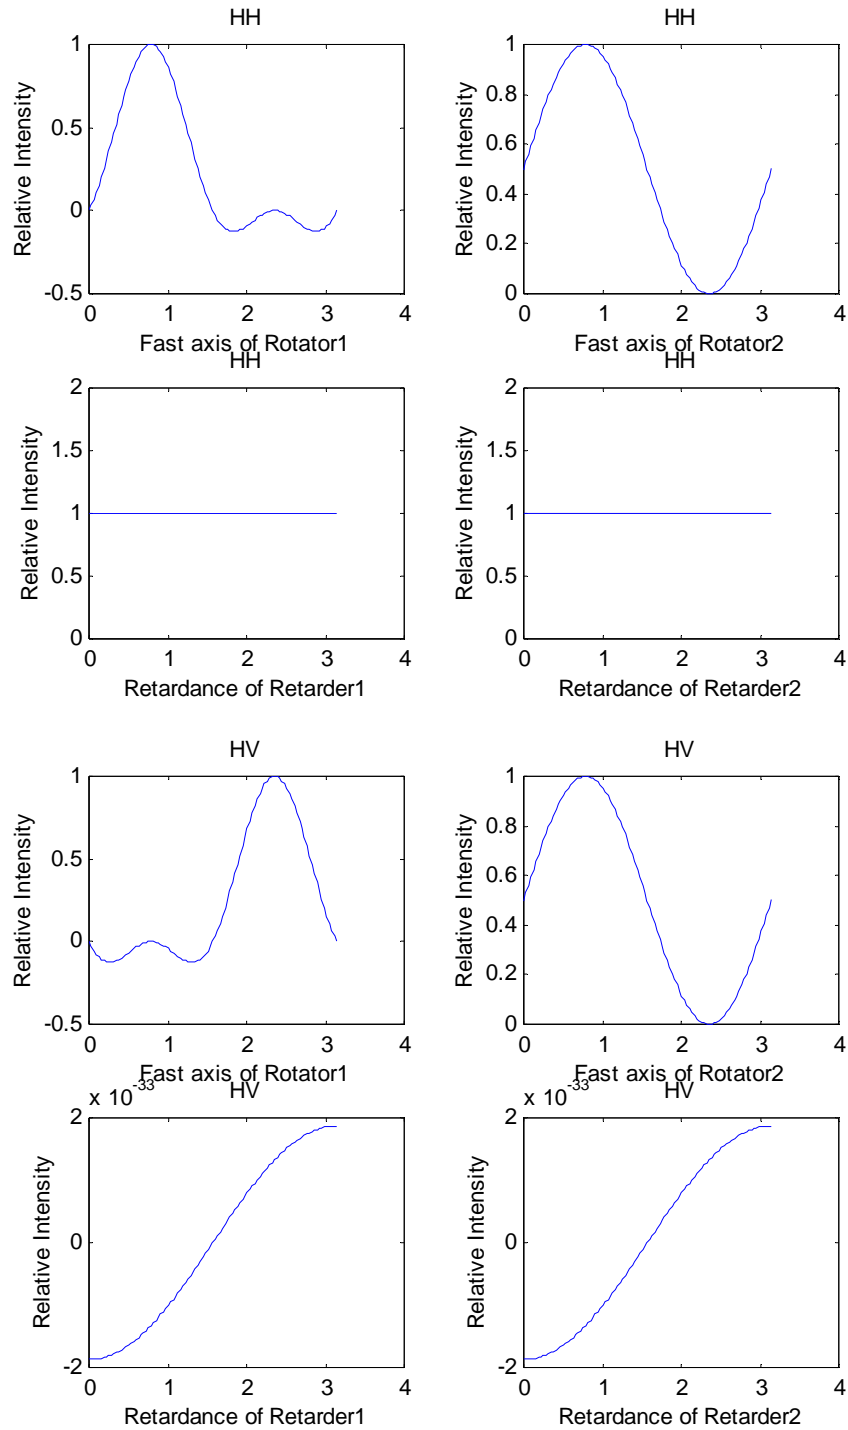 HH HH
1 1
0.8
0.5 0.6
0 0.4
0.2
-0.5 0
0 1 2 3 4 0 1 2 3 4
Relative Intensity Relative Intensity
Fast axis of Rotator1 Fast axis of Rotator2
HH HH
2 2
1.5 1.5
1 1
0.5 0.5
0 0
0 1 2 3 4 0 1 2 3 4
Relative Intensity Relative Intensity
Retardance of Retarder1 Retardance of Retarder2
HV HV
1 1
0.8
0.5 0.6
0 0.4
0.2
-0.5 0
0 1 2 3 4 0 1 2 3 4
Relative Intensity Relative Intensity
Fast axis of Rotator1 Fast axis of Rotator2
x 10-33 HV x 10-33 HV
2 2
0 0
-2 -2
0 1 2 3 4 0 1 2 3 4
Relative Intensity Relative Intensity
Retardance of Retarder1 Retardance of Retarder2